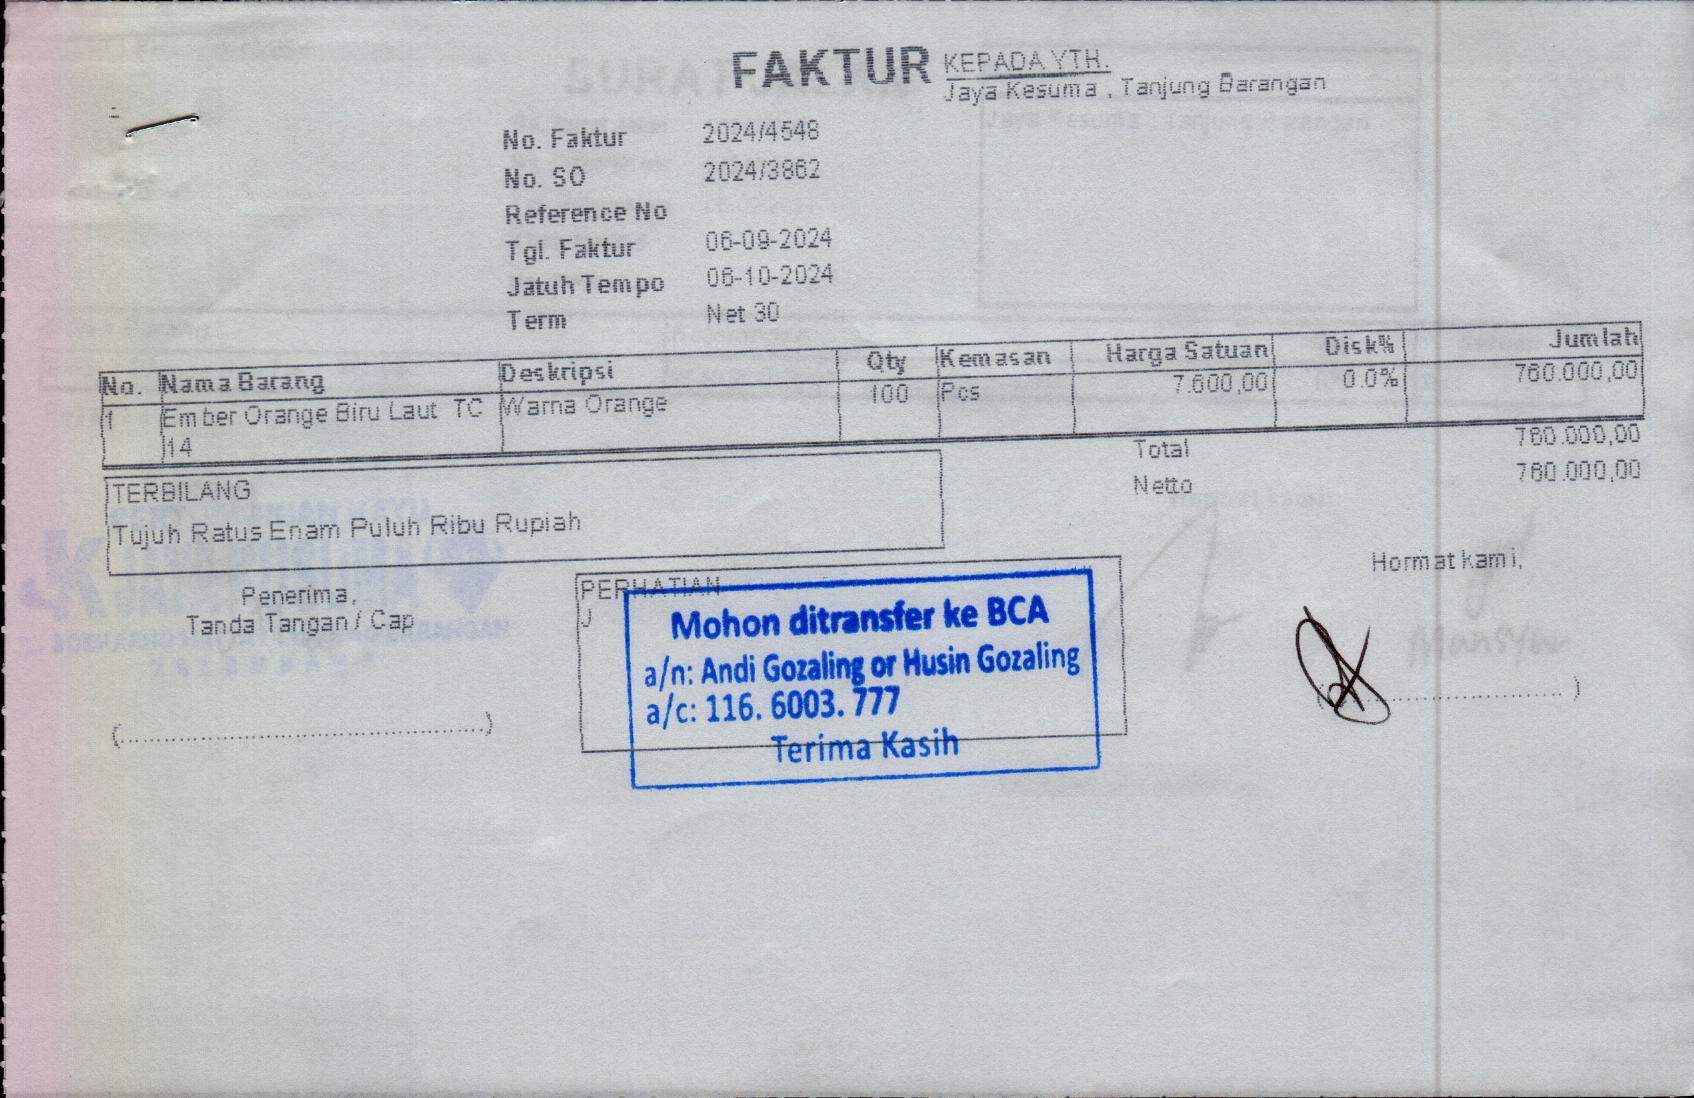 FAKTUR
KEPADA YTH.
Jaya Kesuma , Tanjung Barangan
No. Faktur 2024/4548
No. SO 2024/3862
Reference No
Tgl. Faktur 06-09-2024
Jatuh Tempo 06-10-2024
Term Net 30
No. Nama Barang Deskripsi Qty Kemasan Harga Satuan Disk% Jumlah
1 Ember Orange Biru Laut TC Warna Orange 100 Pcs 7.600,00 0.0% 760.000,00
14
Total 760.000,00
Netto 760.000,00
TERBILANG
Tujuh Ratus Enam Puluh Ribu Rupiah
Penerima,
Tanda Tangan / Cap
(................................................)
PERHATIAN
J
Mohon ditransfer ke BCA
a/n: Andi Gozaling or Husin Gozaling
a/c: 116. 6003. 777
Terima Kasih
Hormat kami,